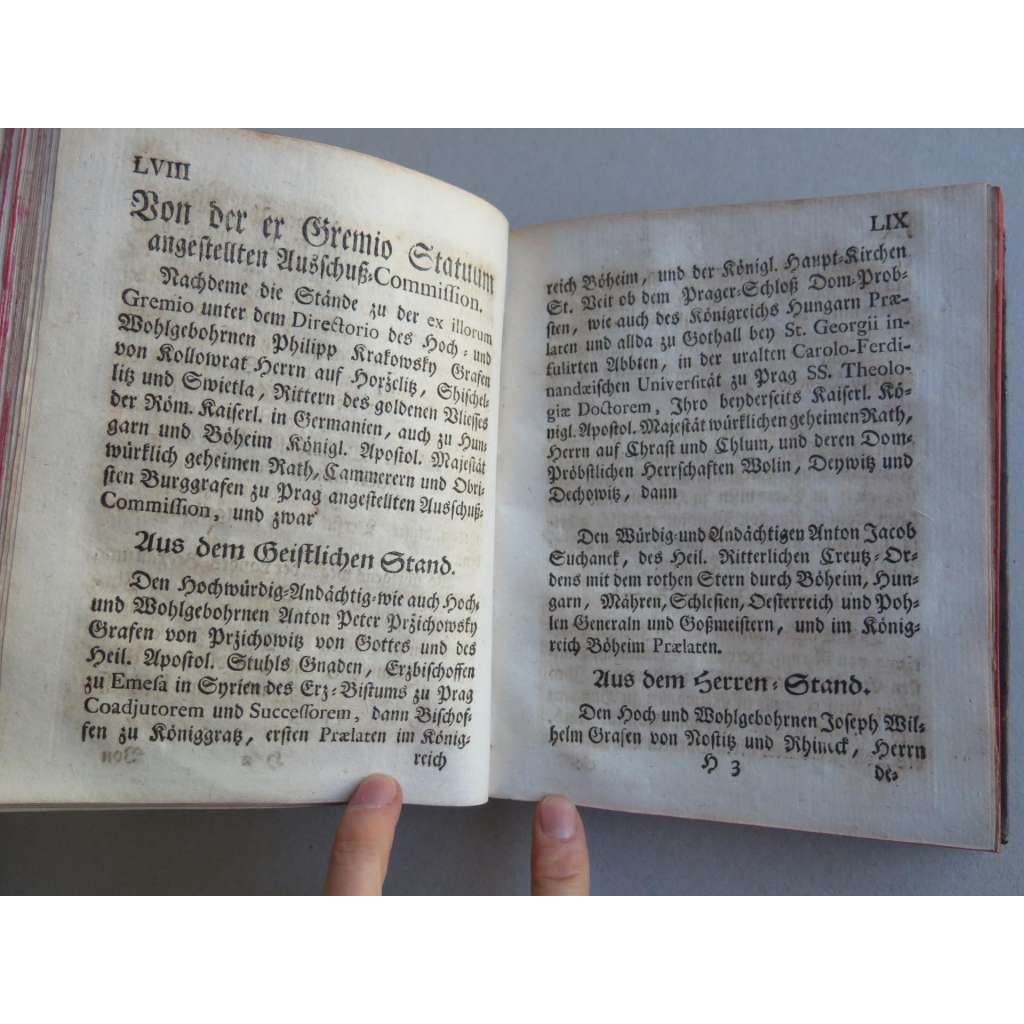 LVIII
Von der ex Gremio Statuum
angestellten Ausschuß-Commission.
Nachdeme die Stände zu der ex illorum
Gremio unter dem Directorio des Hoch- und
Wohlgebohrnen Philipp Krakowsky Grafen
von Kollowrat Herrn auf Horželitz, Shischel-
litz und Swietla, Rittern des goldenen Vliesses
der Röm. Kaiserl. in Germanien, auch zu Hun-
garn und Böheim Königl. Apostol. Majestät
würklich geheimen Rath, Cammerern und Obri-
sten Burggrafen zu Prag angestellten Ausschuß-
Commission, und zwar
Aus dem Geistlichen Stand.
Den Hochwürdig-Andächtig-wie auch Hoch-
und Wohlgebohrnen Anton Peter Pržichowsky
Grafen von Pržichowitz von Gottes und des
Heil. Apostol. Stuhls Gnaden, Erzbischoffen
zu Emesa in Syrien des Erz-Bistums zu Prag
Coadjutorem und Successorem, dann Bischof-
fen zu Königgratz, ersten Prælaten im König-
reich
LIX
reich Böheim, und der Königl. Haupt-Kirchen
St. Veit ob dem Prager-Schloß Dom-Prob-
sten, wie auch des Königreichs Hungarn Præ-
laten und allda zu Gothall bey St. Georgii in-
fulirten Abbten, in der uralten Carolo-Ferdi-
nandæischen Universität zu Prag SS. Theolo-
giæ Doctorem, Ihro beyderseits Kaiserl. Kö-
nigl. Apostol. Majestät würklichen geheimen Rath,
Herrn auf Chrast und Chlum, und deren Dom-
Pröbstlichen Herrschaften Wolin, Deywitz und
Dechowitz, dann
Den Würdig-und Andächtigen Anton Jacob
Suchanek, des Heil. Ritterlichen Creutz-Or-
dens mit dem rothen Stern durch Böheim, Hun-
garn, Mähren, Schlesien, Oesterreich und Poh-
len Generaln und Großmeistern, und im König-
reich Böheim Prælaten.
Aus dem Herren-Stand.
Den Hoch-und Wohlgebohrnen Joseph Wil-
helm Grafen von Nostitz und Rhineck, Herrn
H 3
de-